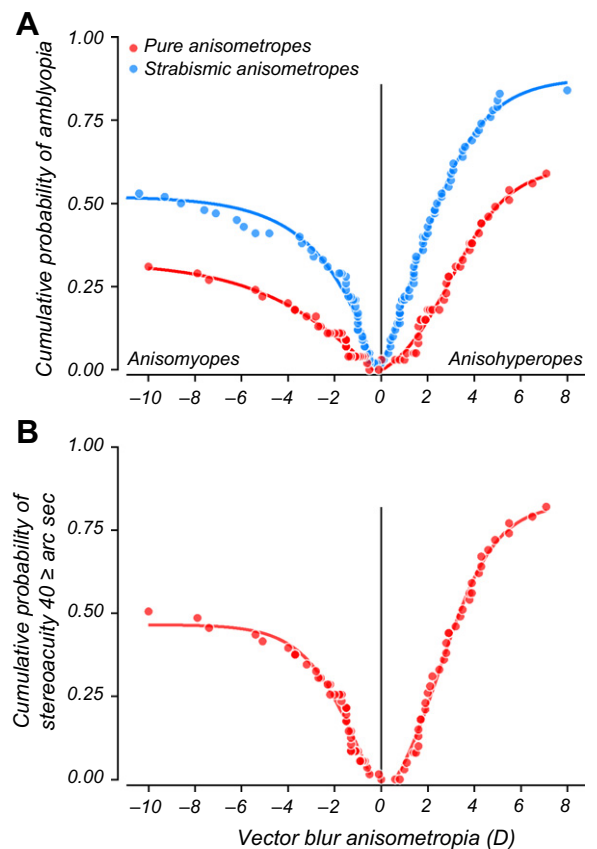 A
Cumulative probability of amblyopia
1.00
0.75
0.50
0.25
0.00
Pure anisometropes
Strabismic anisometropes
Anisomyopes
Anisohyperopes
–10 –8 –6 –4 –2 0 2 4 6 8
B
Cumulative probability of
stereoacuity 40 ≥ arc sec
1.00
0.75
0.50
0.25
0.00
–10 –8 –6 –4 –2 0 2 4 6 8
Vector blur anisometropia (D)